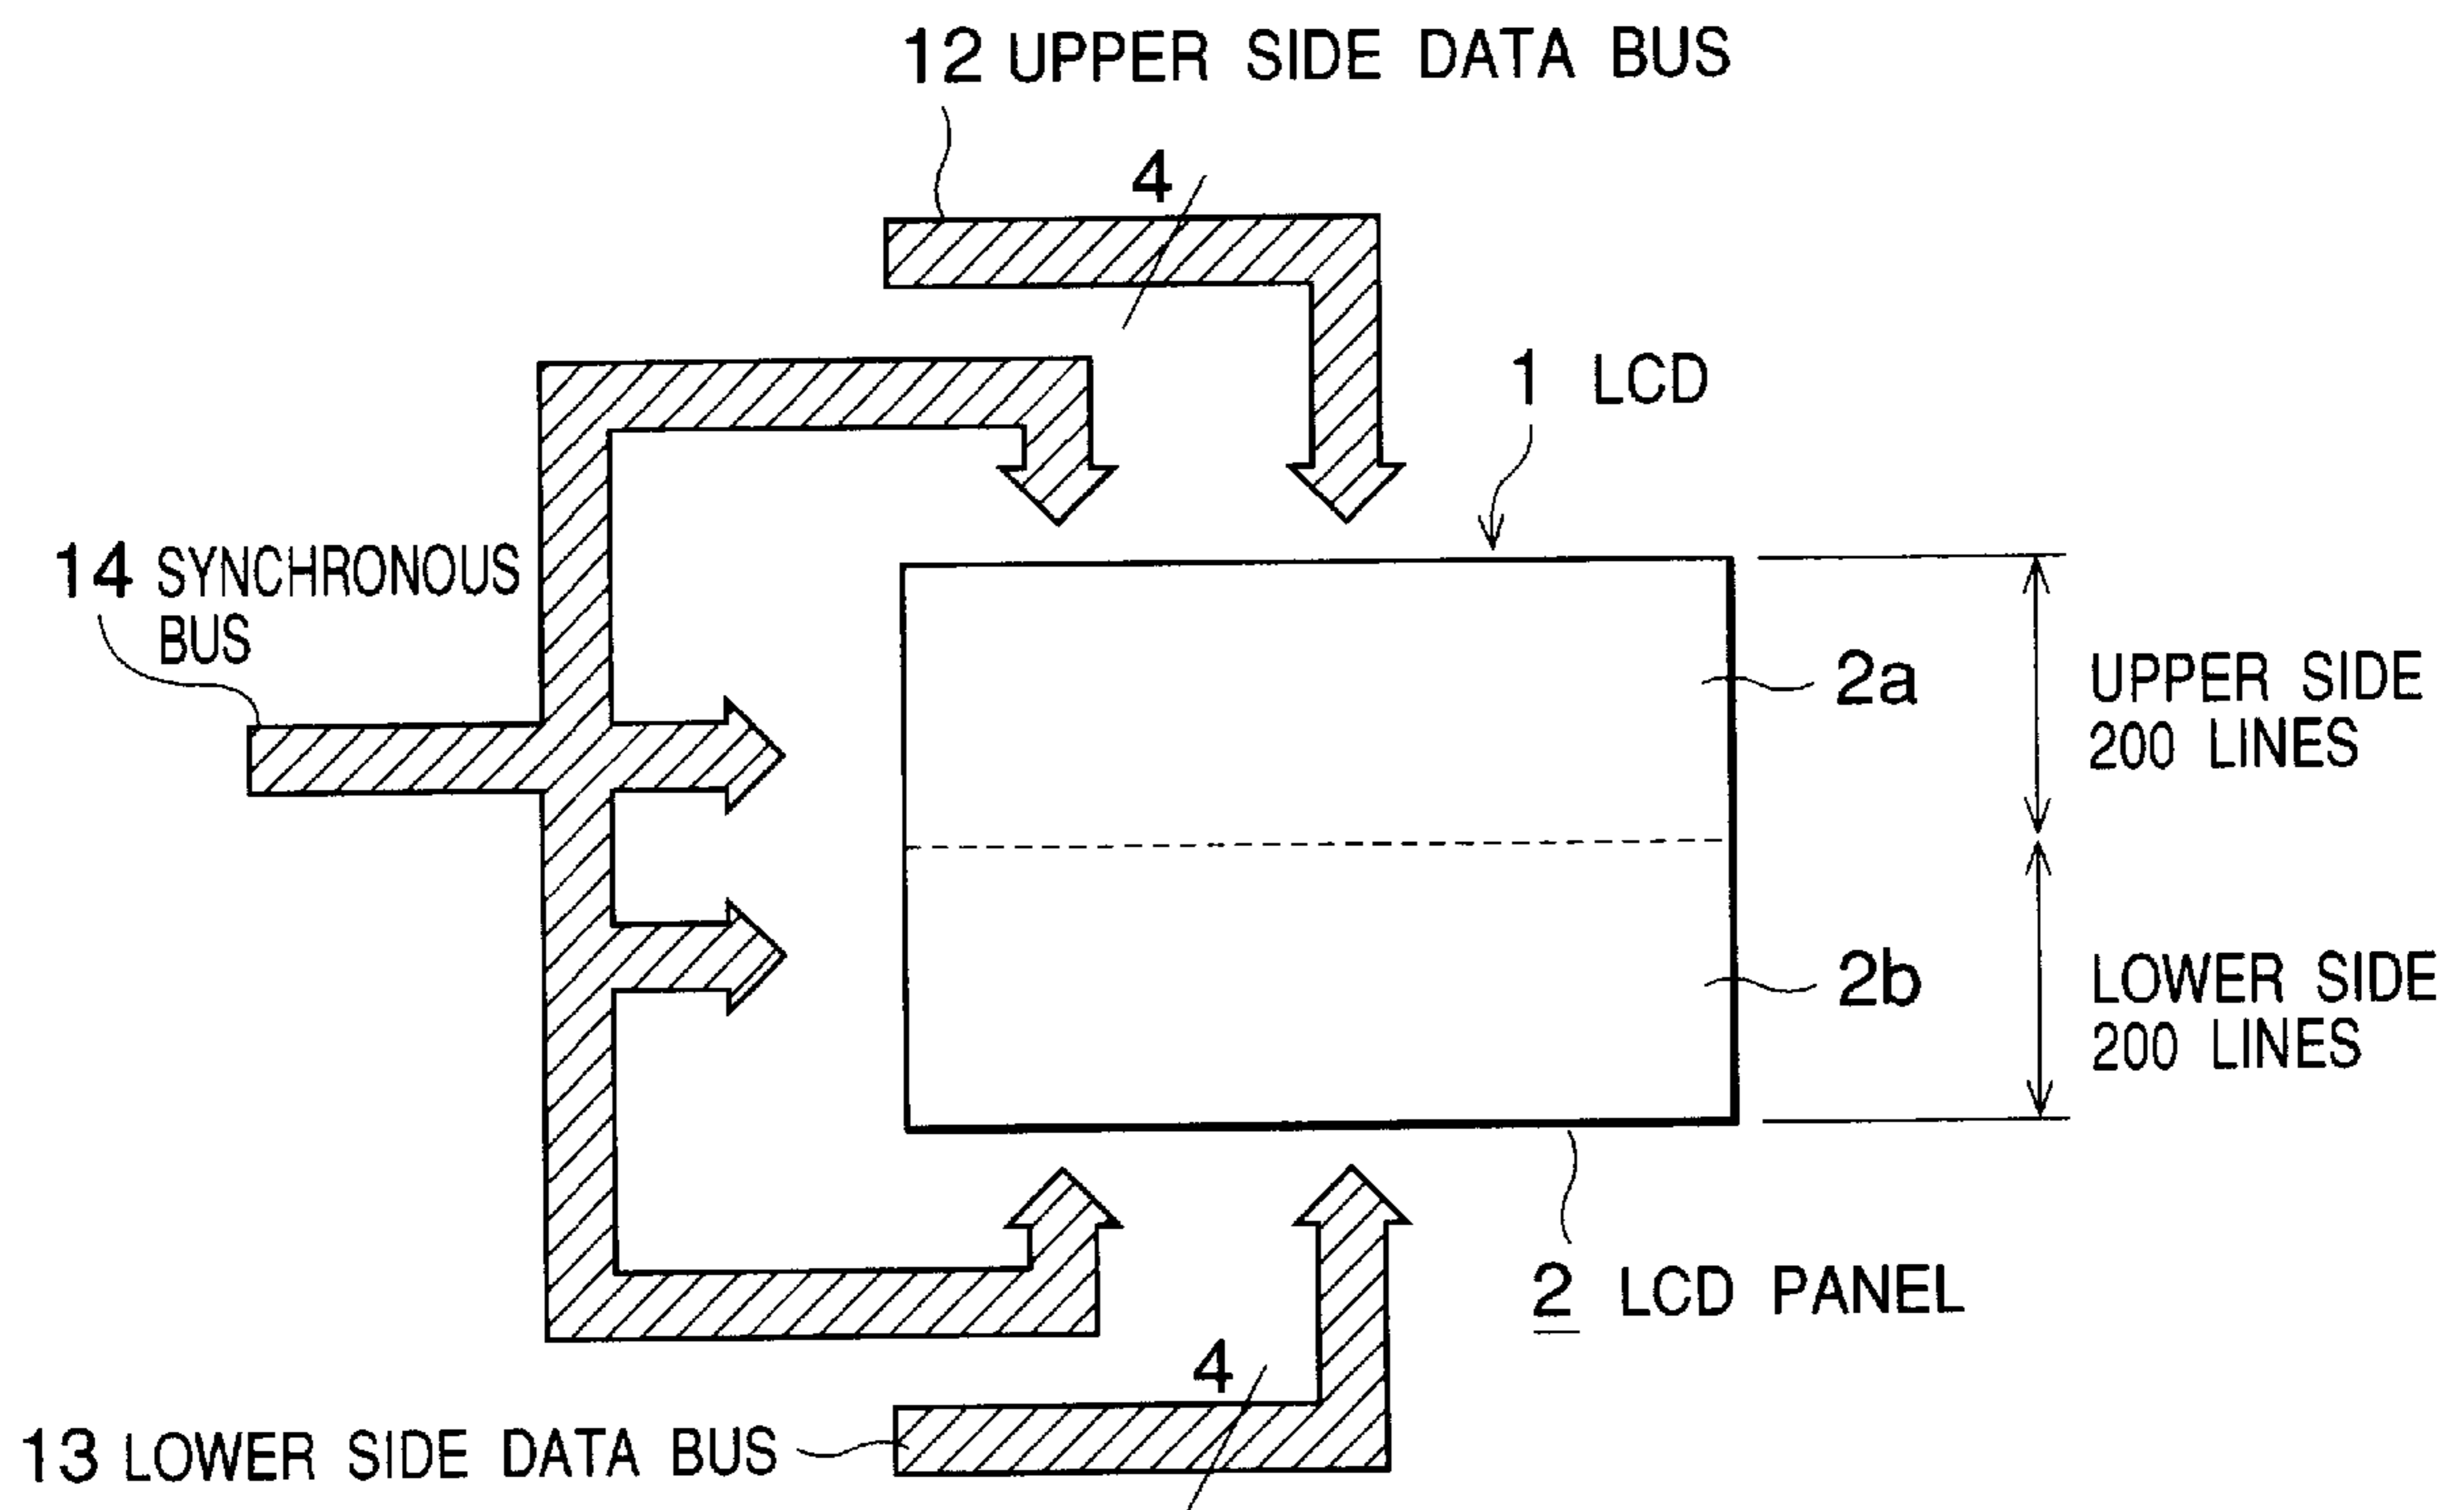 12 UPPER SIDE DATA BUS
4
1 LCD
14 SYNCHRONOUS
BUS
2a
UPPER SIDE
200 LINES
2b
LOWER SIDE
200 LINES
2 LCD PANEL
4
13 LOWER SIDE DATA BUS